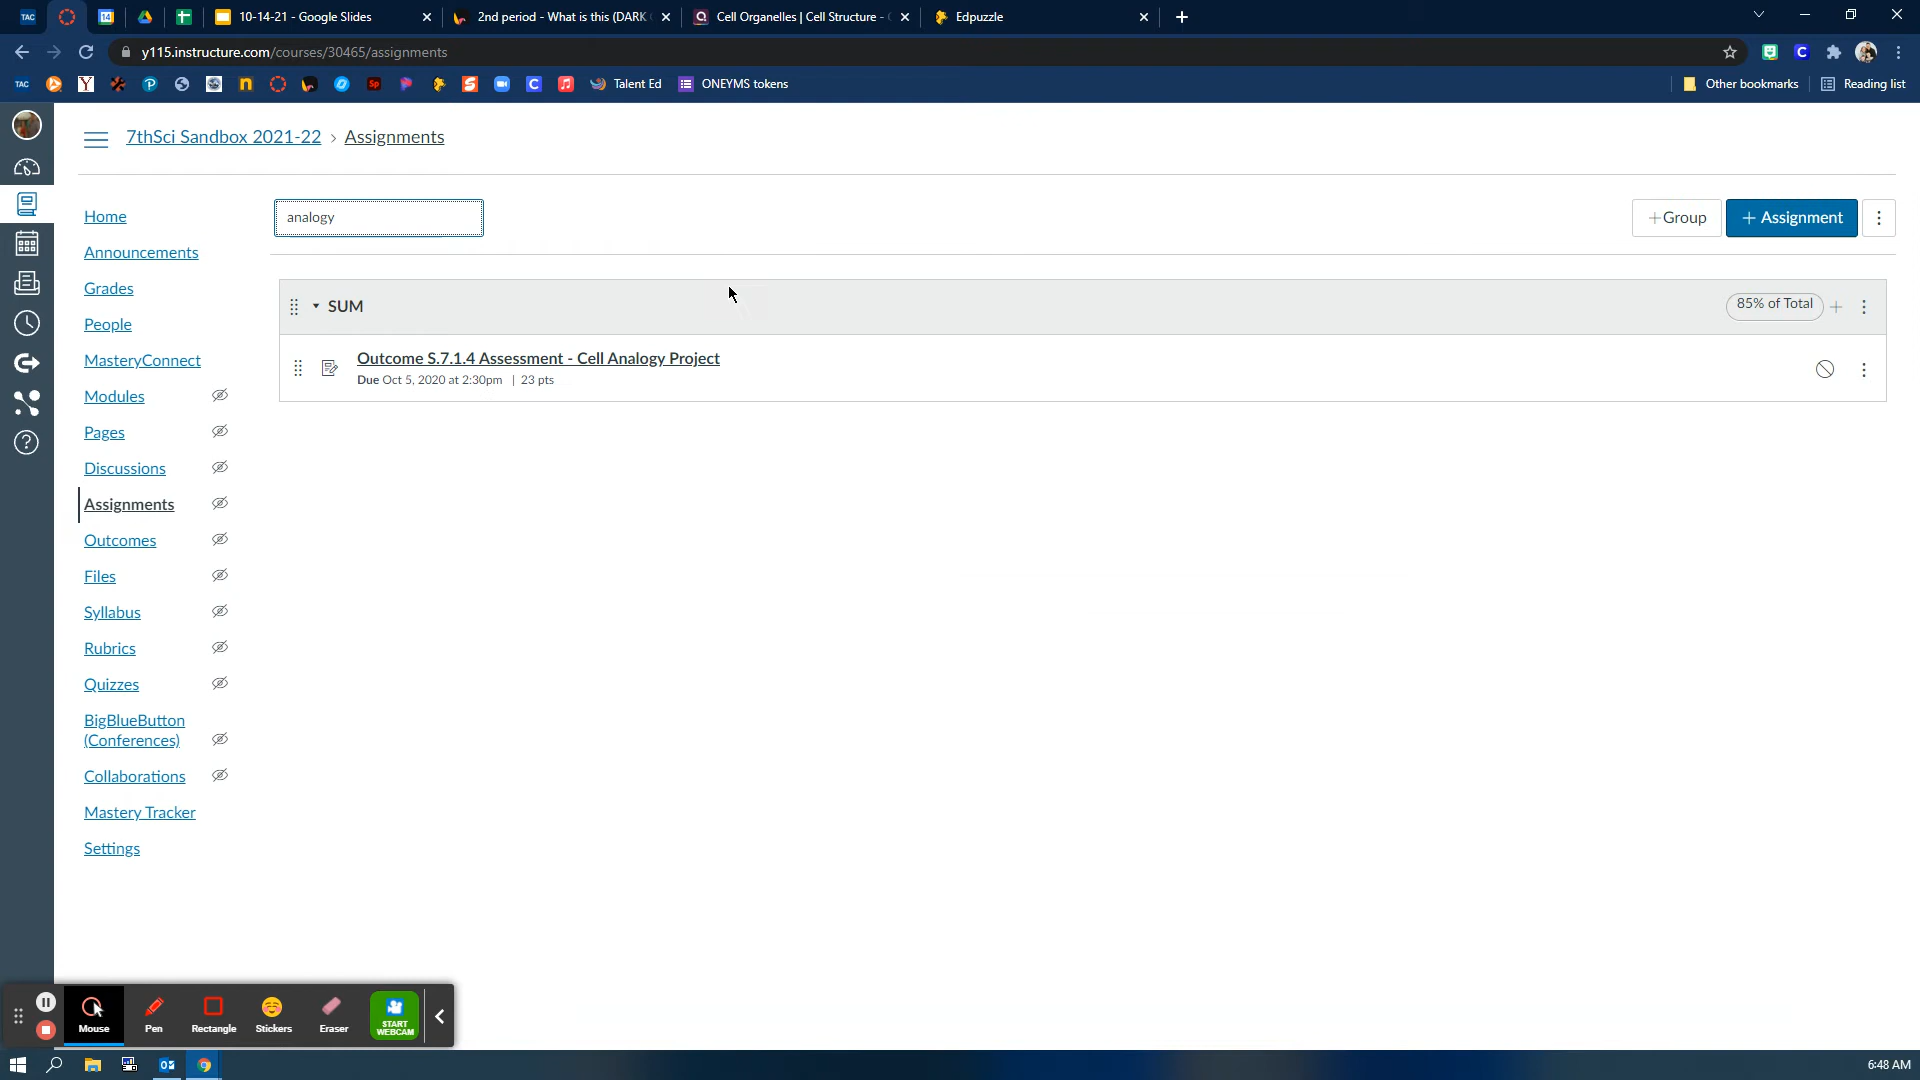 TAC
10-14-21 - Google Slides
2nd period - What is this (DARK
Cell Organelles | Cell Structure -
Edpuzzle
y115.instructure.com/courses/30465/assignments
TAC
Talent Ed
ONEYMS tokens
Other bookmarks
Reading list
7thSci Sandbox 2021-22 › Assignments
Home
Announcements
Grades
People
MasteryConnect
Modules
Pages
Discussions
Assignments
Outcomes
Files
Syllabus
Rubrics
Quizzes
BigBlueButton
(Conferences)
Collaborations
Mastery Tracker
Settings
analogy
+Group
+ Assignment
SUM
85% of Total
Outcome S.7.1.4 Assessment - Cell Analogy Project
Due Oct 5, 2020 at 2:30pm | 23 pts
Mouse
Pen
Rectangle
Stickers
Eraser
START
WEBCAM
6:48 AM